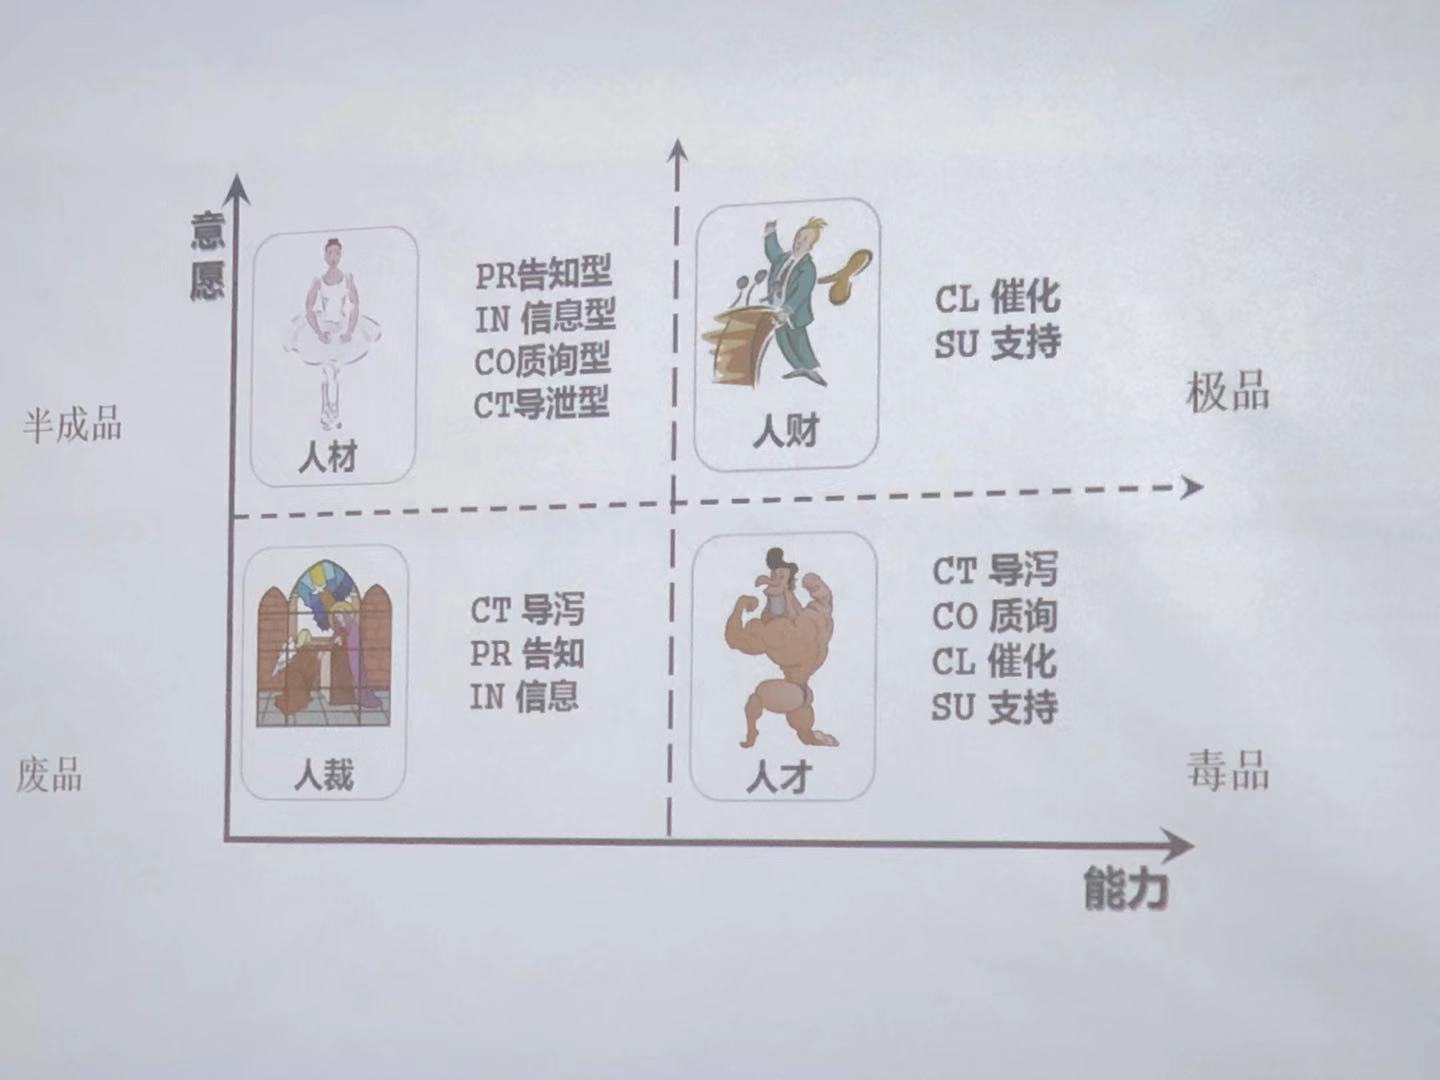 意
愿
PR告知型
IN 信息型
CO质询型
CT导泄型
人材
半成品
CL 催化
SU 支持
人财
极品
CT 导泻
PR 告知
IN 信息
人裁
废品
CT 导泻
CO 质询
CL 催化
SU 支持
人才
毒品
能力